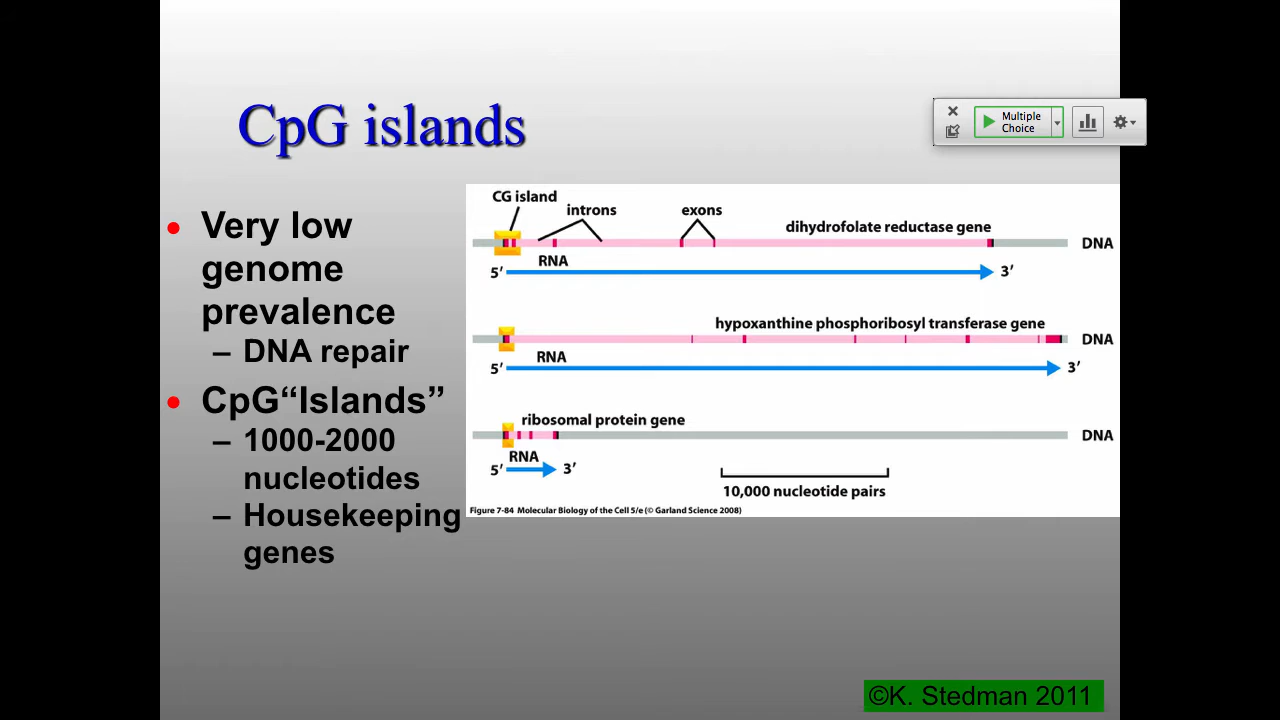 CpG islands
Multiple
Choice
• Very low
genome
prevalence
– DNA repair
• CpG“Islands”
– 1000-2000
nucleotides
– Housekeeping
genes
CG island
introns
exons
dihydrofolate reductase gene
DNA
RNA
5′
3′
hypoxanthine phosphoribosyl transferase gene
DNA
RNA
5′
3′
ribosomal protein gene
DNA
RNA
5′
3′
10,000 nucleotide pairs
Figure 7-84 Molecular Biology of the Cell 5/e (© Garland Science 2008)
©K. Stedman 2011